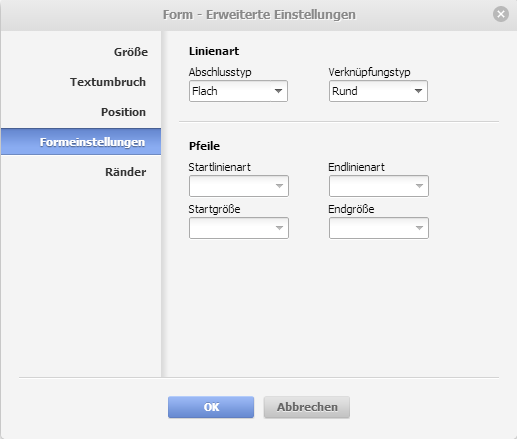 Form - Erweiterte Einstellungen
Größe
Textumbruch
Position
Formeinstellungen
Ränder
Linienart
Abschlusstyp Verknüpfungstyp
Flach Rund
Pfeile
Startlinienart Endlinienart
Startgröße Endgröße
OK Abbrechen